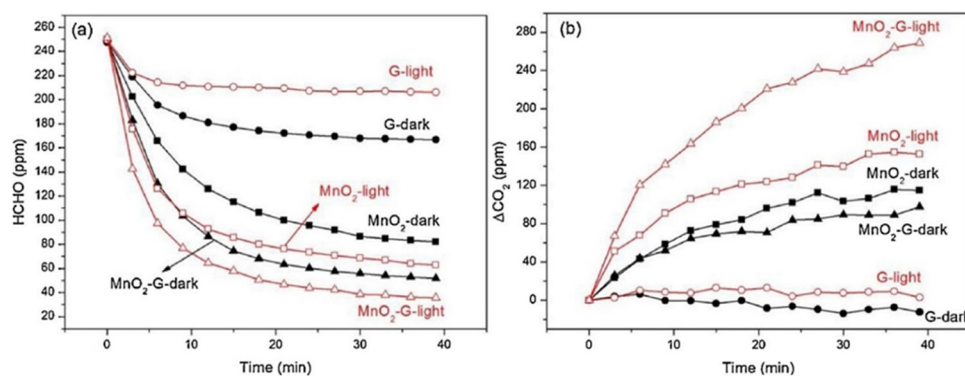 (a)
HCHO (ppm)
260
240
220
200
180
160
140
120
100
80
60
40
20
G-light
G-dark
MnO₂-light
MnO₂-dark
MnO₂-G-dark
MnO₂-G-light
0 10 20 30 40
Time (min)
(b)
ΔCO₂ (ppm)
280
240
200
160
120
80
40
0
MnO₂-G-light
MnO₂-light
MnO₂-dark
MnO₂-G-dark
G-light
G-dark
0 10 20 30 40
Time (min)